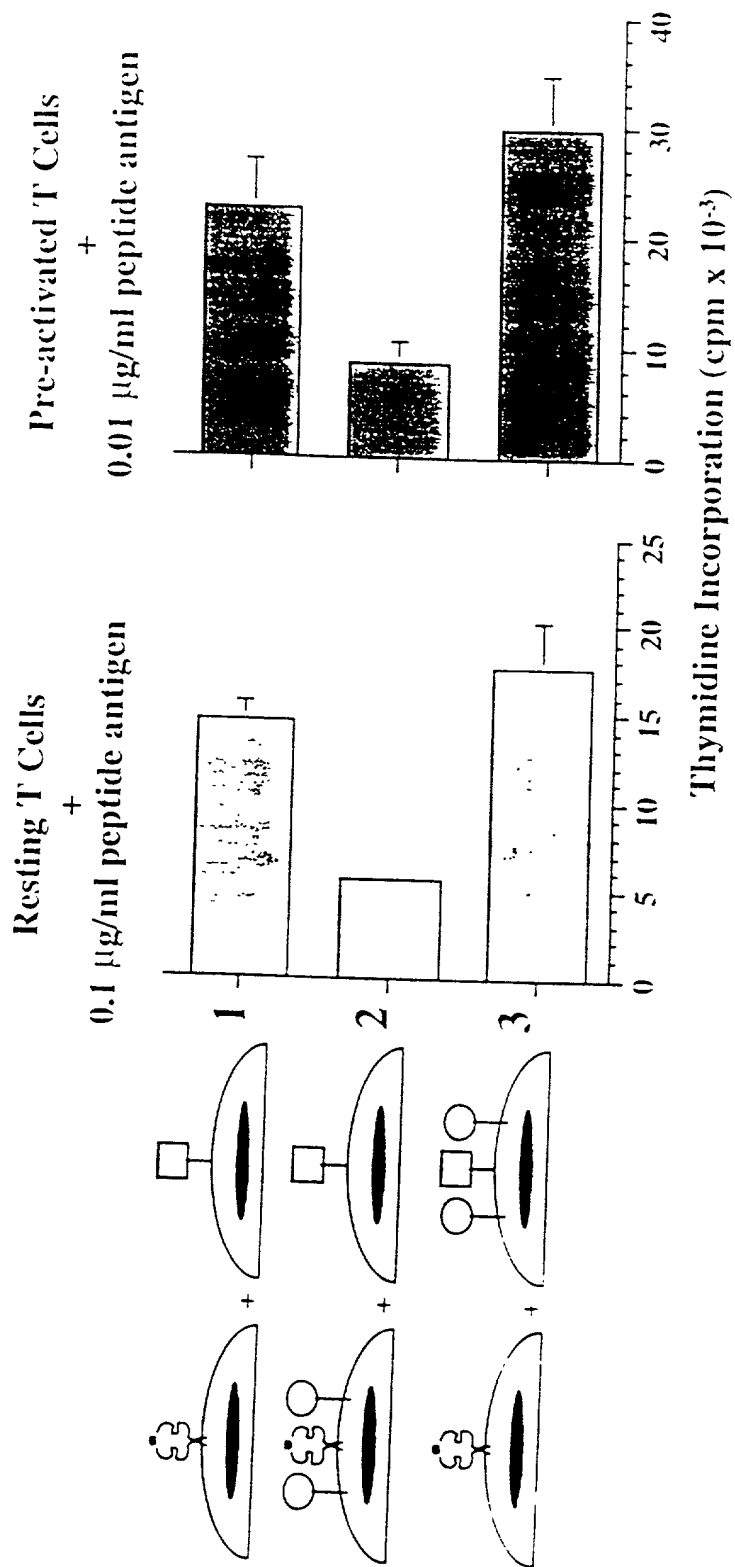 Resting T Cells
+
0.1 µg/ml peptide antigen
Pre-activated T Cells
+
0.01 µg/ml peptide antigen
+ 1
+ 2
+ 3
0 5 10 15 20 25
0 10 20 30 40
Thymidine Incorporation (cpm x 10-3)